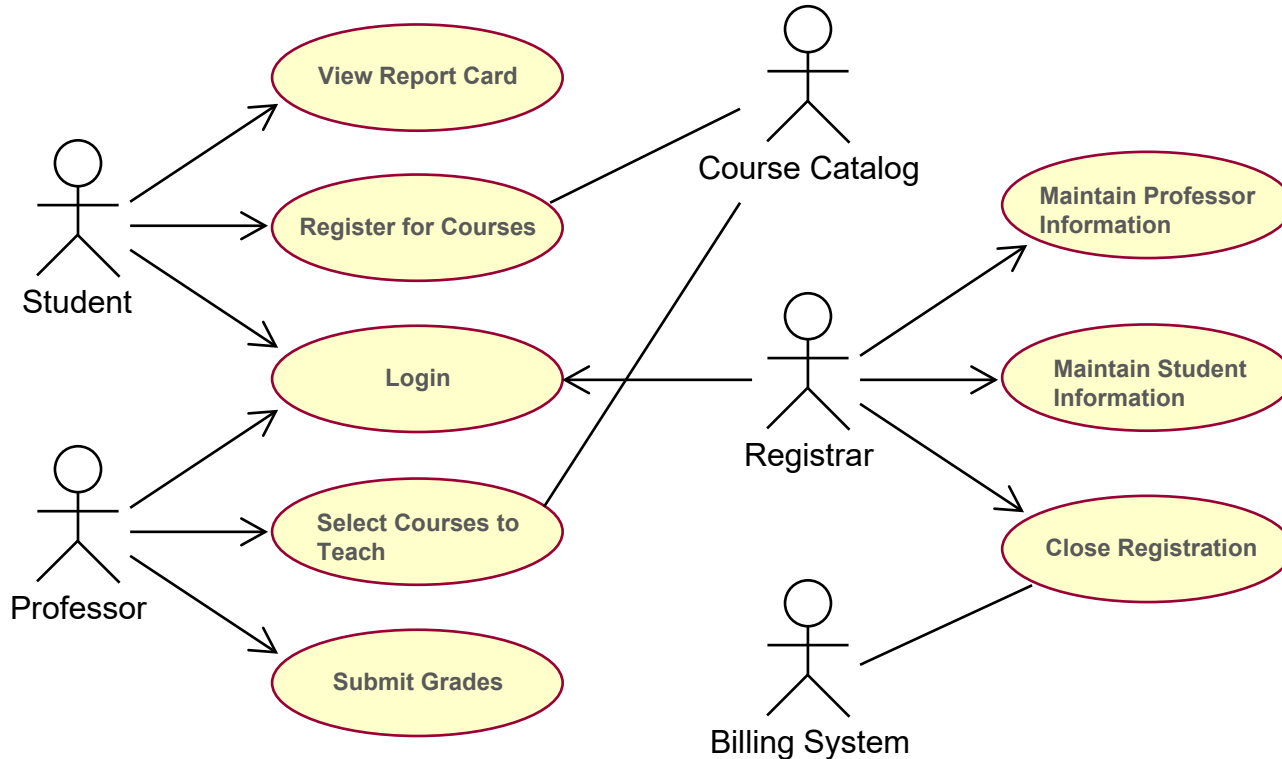 View Report Card
Course Catalog
Maintain Professor
Information
Register for Courses
Student
Login
Maintain Student
Information
Registrar
Select Courses to
Teach
Close Registration
Professor
Submit Grades
Billing System